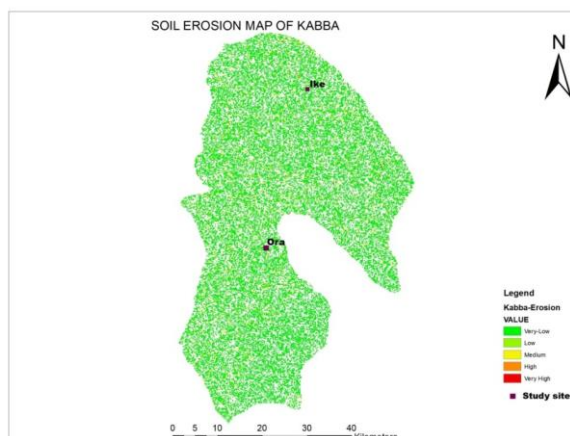 SOIL EROSION MAP OF KABBA
N
Ike
Ora
Legend
Kabba-Erosion
VALUE
Very-Low
Low
Medium
High
Very High
Study site
0 5 10 20 30 40